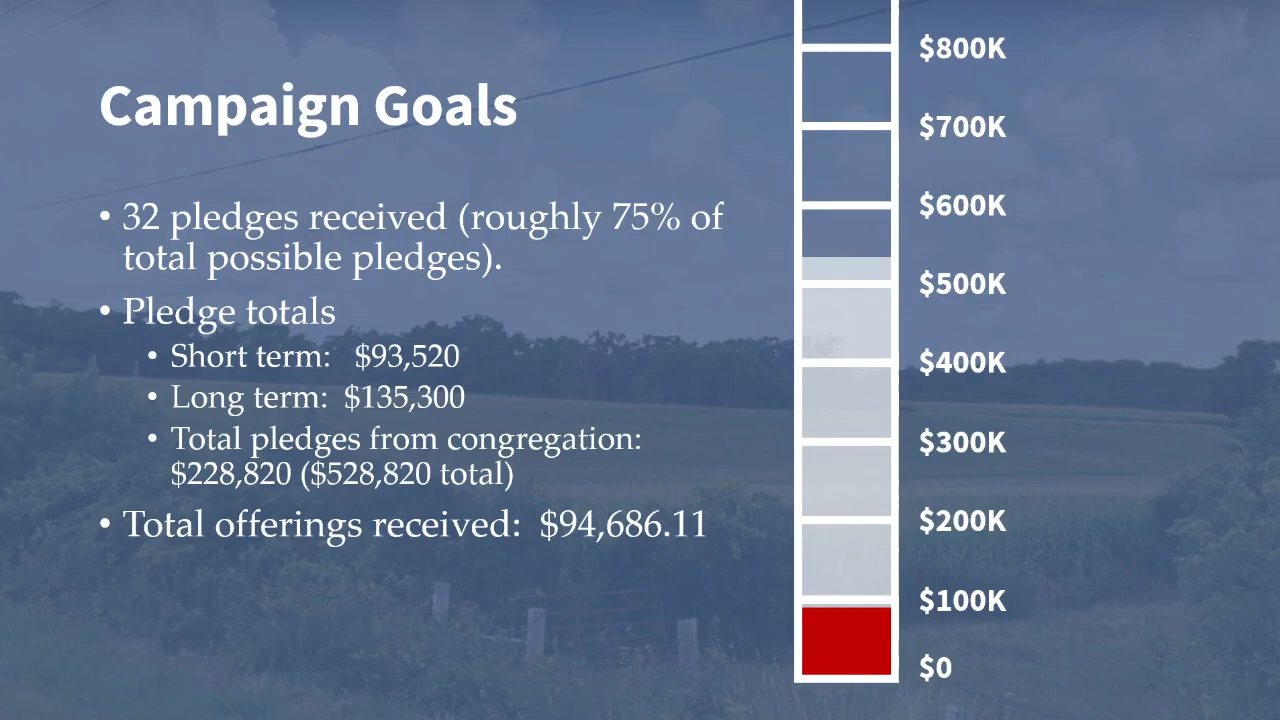 Campaign Goals
• 32 pledges received (roughly 75% of
total possible pledges).
• Pledge totals
• Short term: $93,520
• Long term: $135,300
• Total pledges from congregation:
$228,820 ($528,820 total)
• Total offerings received: $94,686.11
$800K
$700K
$600K
$500K
$400K
$300K
$200K
$100K
$0